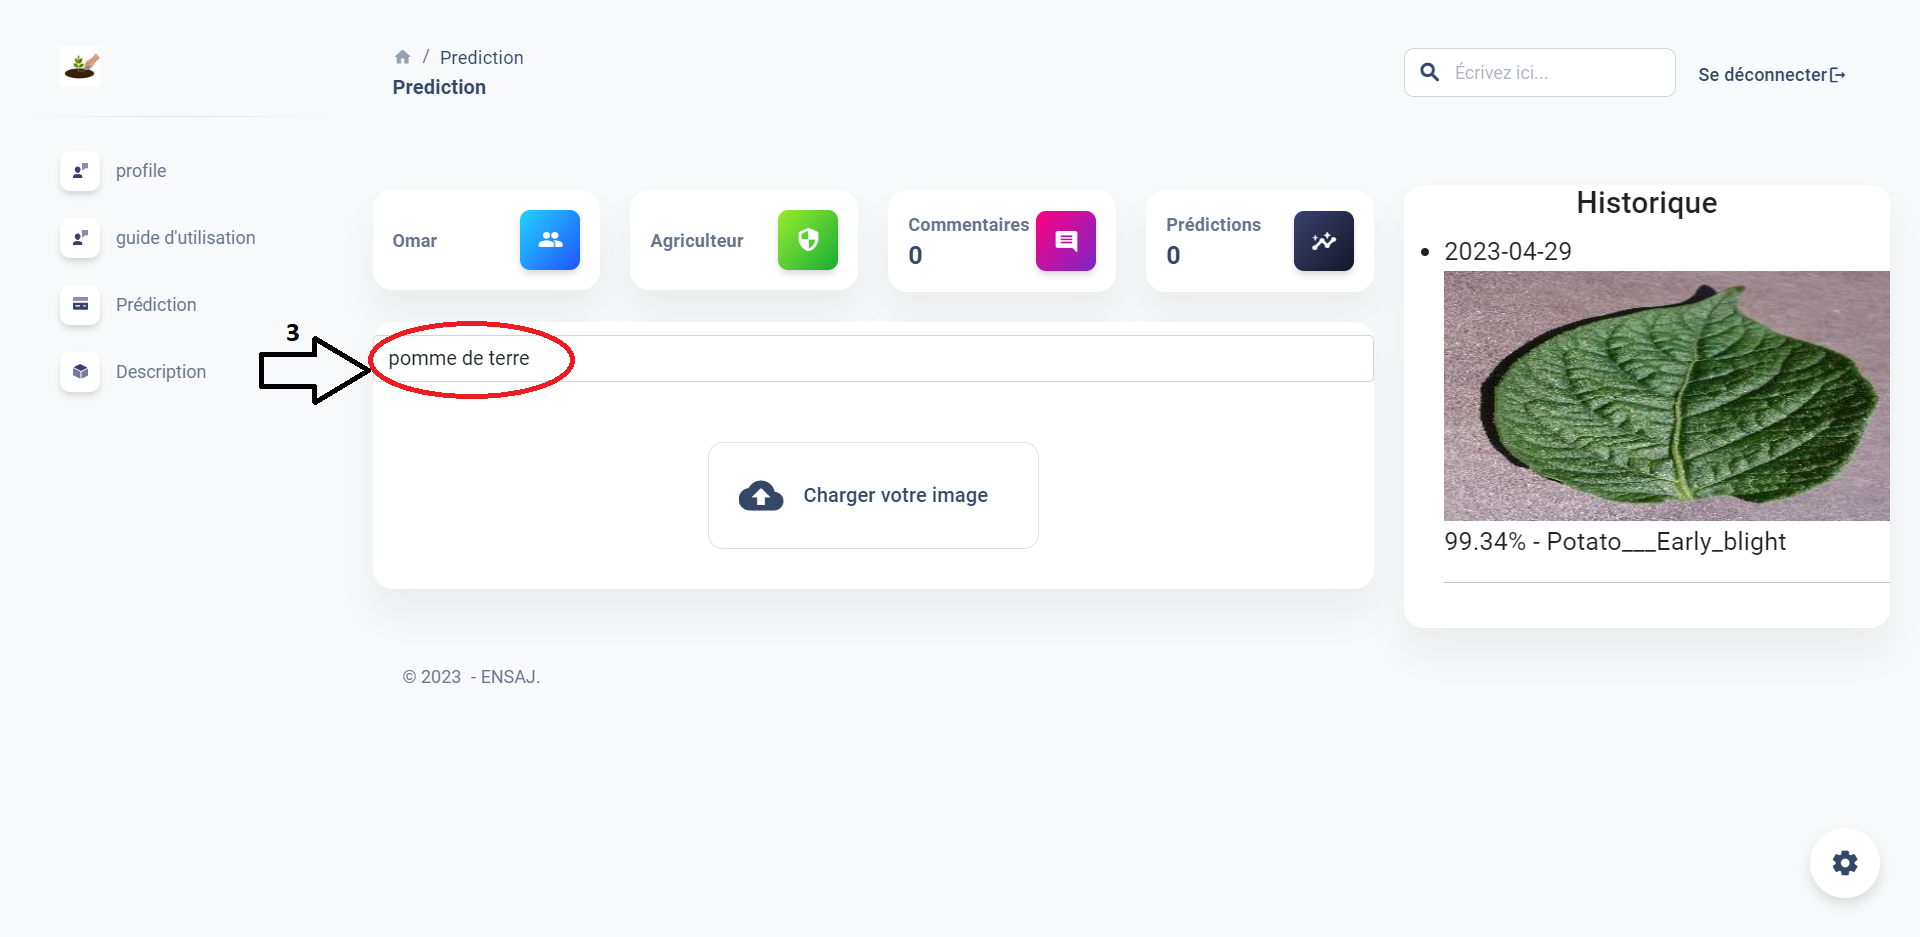 / Prediction
Prediction
Écrivez ici...
Se déconnecter
profile
guide d'utilisation
Prédiction
Description
3
Omar
Agriculteur
Commentaires
0
Prédictions
0
pomme de terre
Charger votre image
Historique
2023-04-29
99.34% - Potato___Early_blight
© 2023 - ENSAJ.